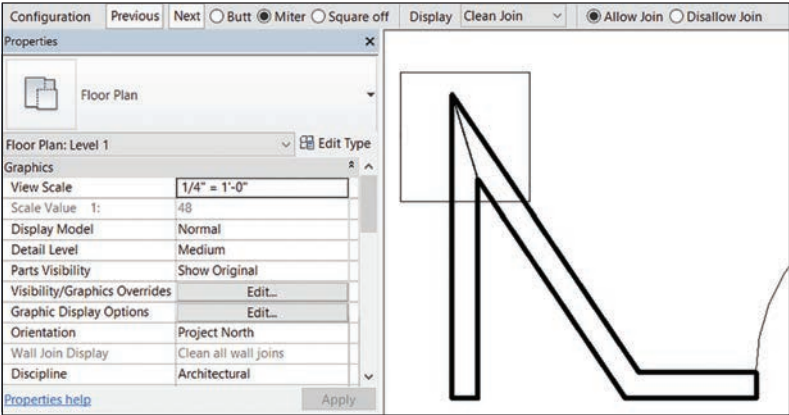 Configuration Previous Next Butt Miter Square off Display Clean Join Allow Join Disallow Join
Properties
Floor Plan
Floor Plan: Level 1 Edit Type
Graphics
View Scale 1/4" = 1'-0"
Scale Value 1: 48
Display Model Normal
Detail Level Medium
Parts Visibility Show Original
Visibility/Graphics Overrides Edit...
Graphic Display Options Edit...
Orientation Project North
Wall Join Display Clean all wall joins
Discipline Architectural
Properties help Apply